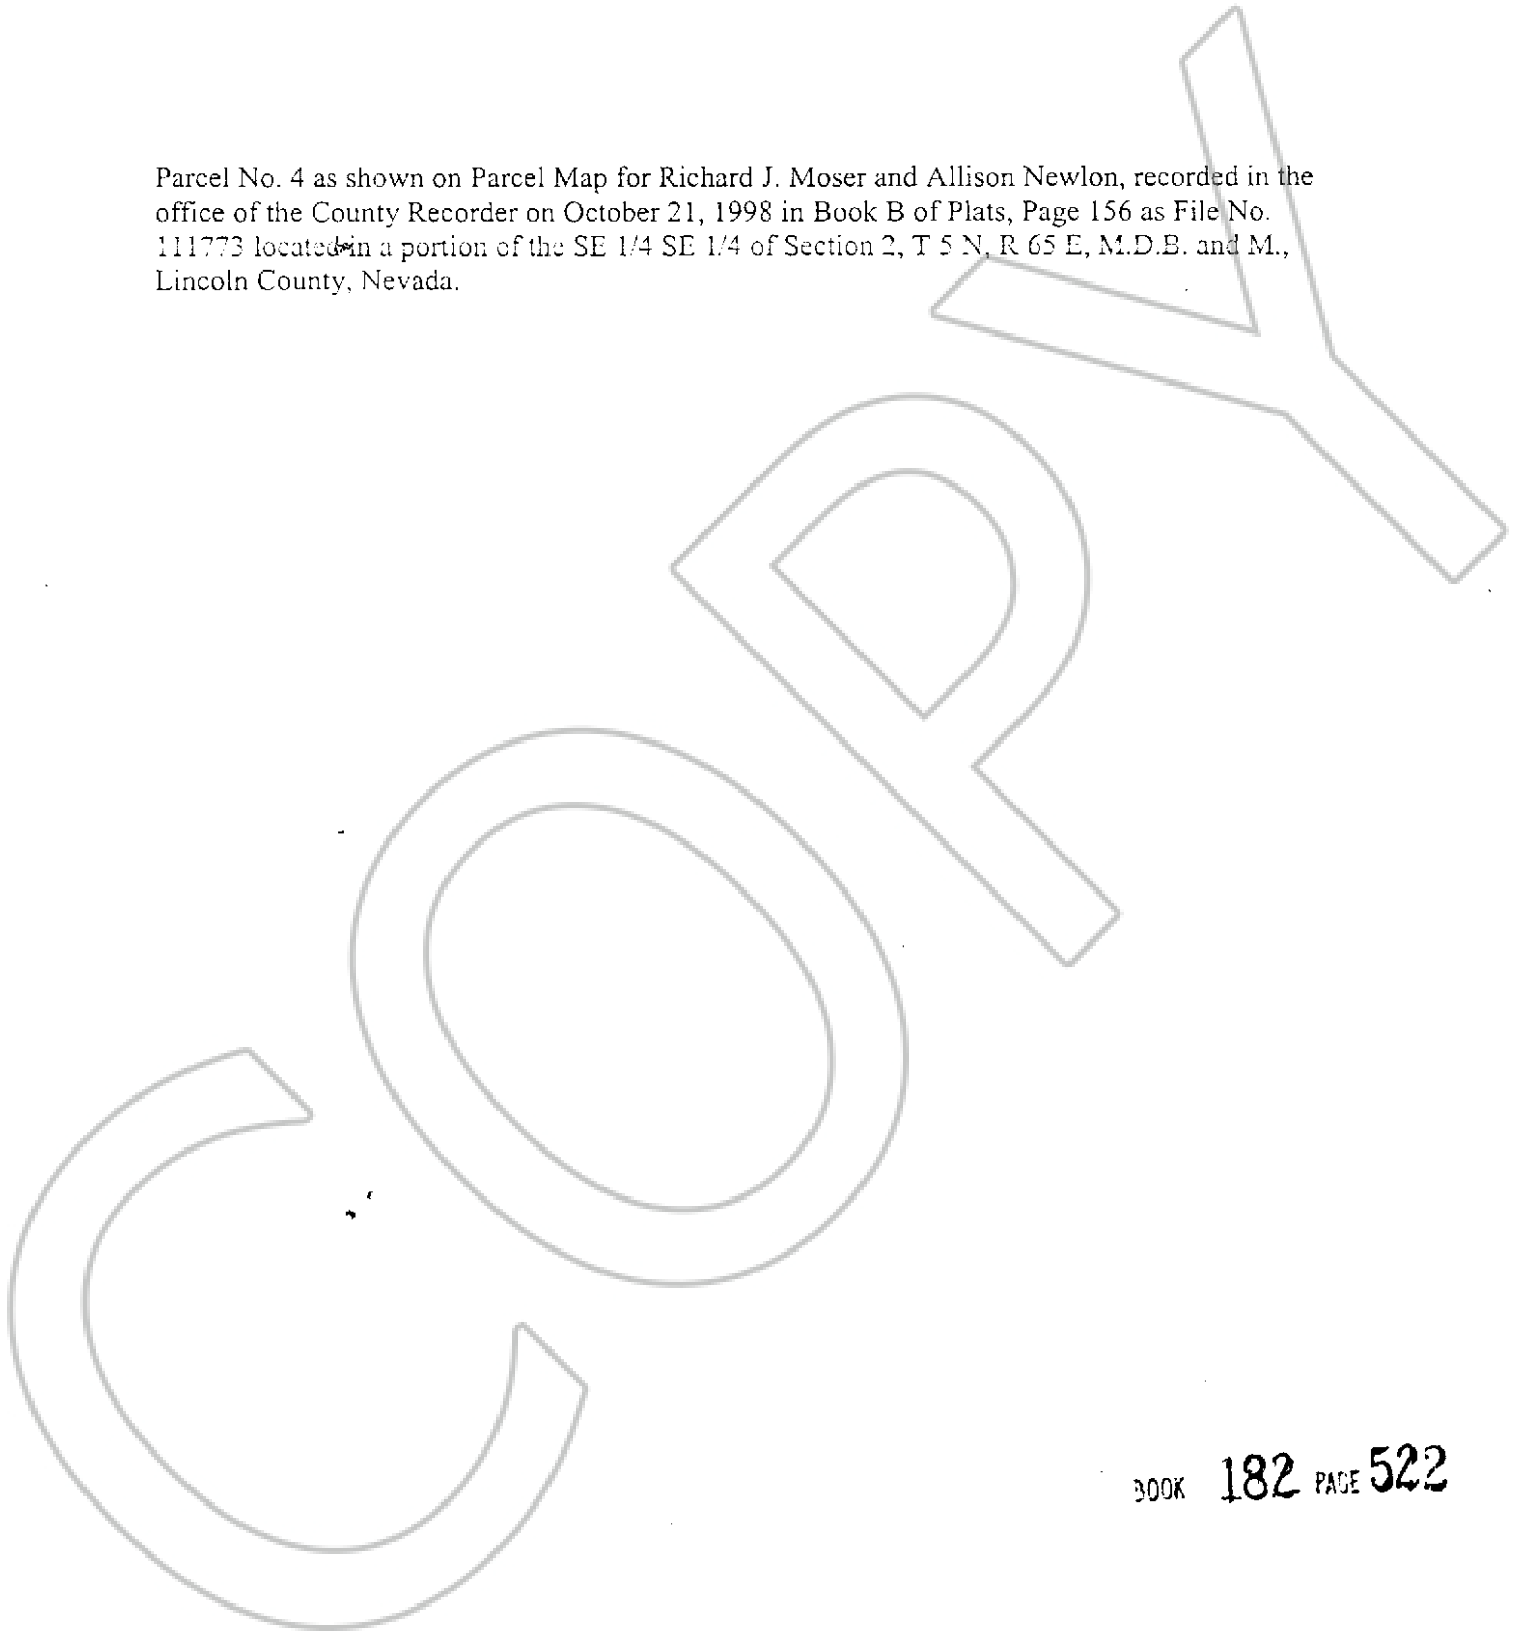 Parcel No. 4 as shown on Parcel Map for Richard J. Moser and Allison Newlon, recorded in the
office of the County Recorder on October 21, 1998 in Book B of Plats, Page 156 as File No.
111773 located in a portion of the SE 1/4 SE 1/4 of Section 2, T 5 N, R 65 E, M.D.B. and M.,
Lincoln County, Nevada.
COPY
BOOK 182 PAGE 522